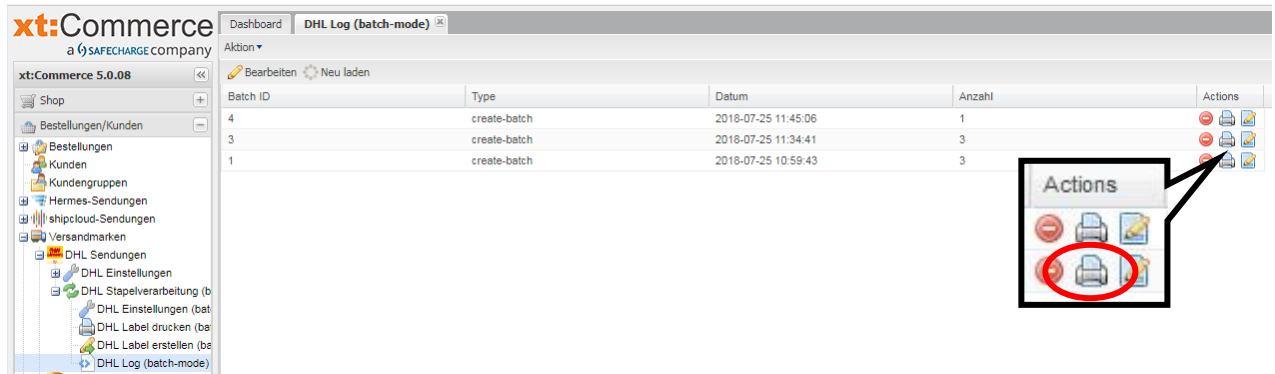 xt:Commerce
a SAFECHARGE company
Dashboard DHL Log (batch-mode)
Aktion
xt:Commerce 5.0.08
Bearbeiten Neu laden
Shop
Batch ID Type Datum Anzahl Actions
4 create-batch 2018-07-25 11:45:06 1
3 create-batch 2018-07-25 11:34:41 3
1 create-batch 2018-07-25 10:59:43 3
Bestellungen/Kunden
Bestellungen
Kunden
Kundengruppen
Hermes-Sendungen
shipcloud-Sendungen
Versandmarken
DHL Sendungen
DHL Einstellungen
DHL Stapelverarbeitung (b
DHL Einstellungen (bat
DHL Label drucken (bat
DHL Label erstellen (ba
DHL Log (batch-mode)
Actions